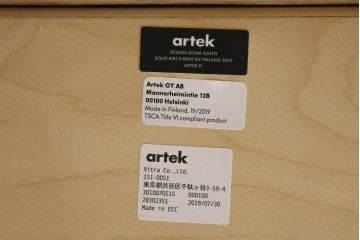 artek
DESIGN ALVAR AALTO
SOLID BIRCH BENT IN FINLAND 2019
ARTEK.FI
Artek OY AB
Mannerheimintie 12B
00100 Helsinki
Made in Finland, 19/2019
TSCA Title VI compliant product
artek
Vitra Co.,Ltd.
151-0051
東京都渋谷区千駄ヶ谷3-59-4
3010070515 000100
28302351 2019/07/30
Made in EEC